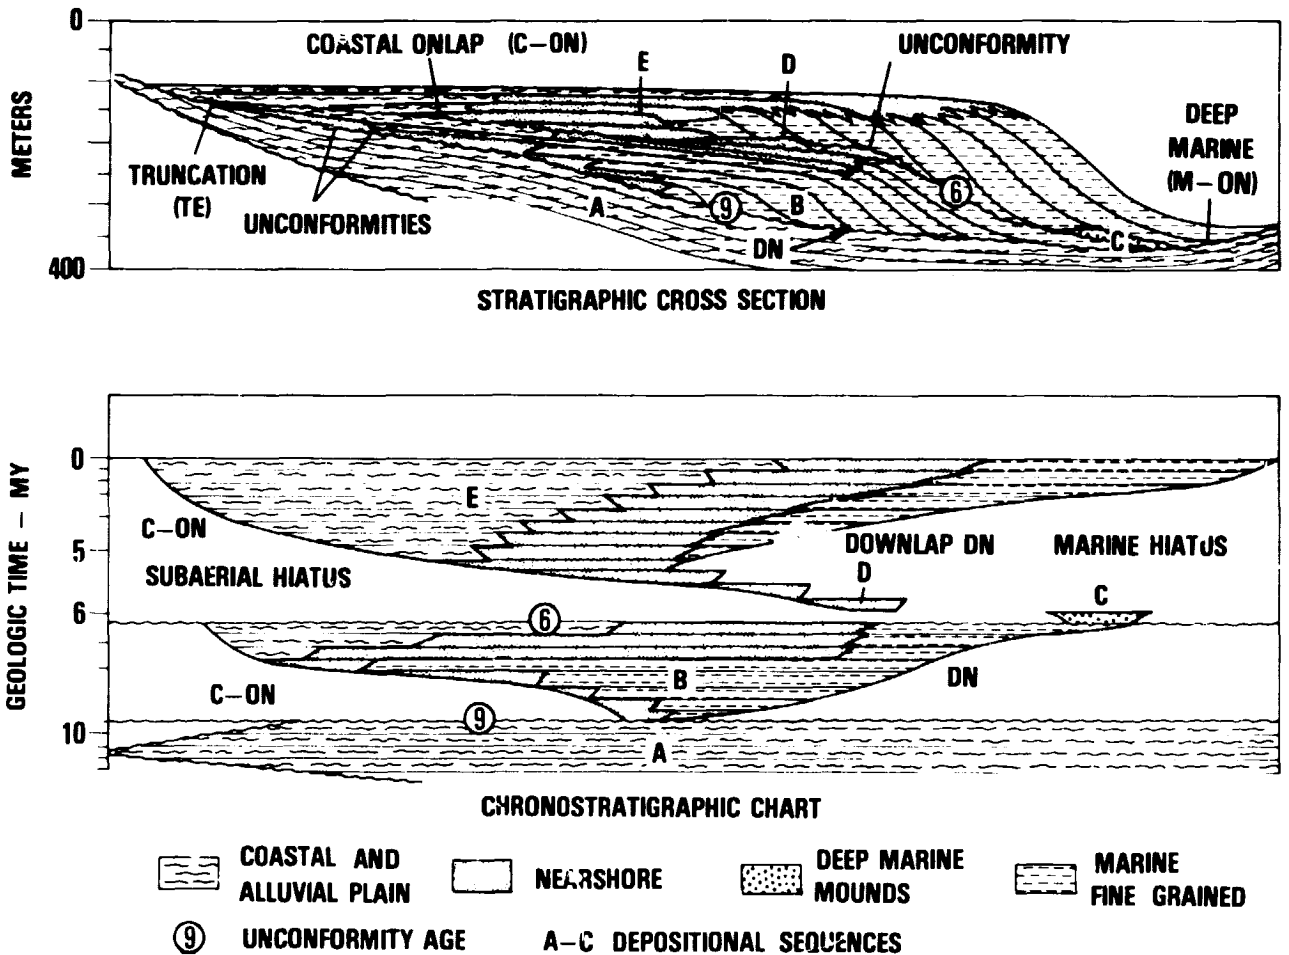 0
COASTAL ONLAP (C-ON)
UNCONFORMITY
E
D
METERS
DEEP
MARINE
(M-ON)
TRUNCATION
(TE)
UNCONFORMITIES
A
9
B
6
C
DN
400
STRATIGRAPHIC CROSS SECTION
0
E
C-ON
5
DOWNLAP DN
MARINE HIATUS
SUBAERIAL HIATUS
D
C
6
6
GEOLOGIC TIME - MY
B
DN
C-ON
9
10
A
CHRONOSTRATIGRAPHIC CHART
COASTAL AND
ALLUVIAL PLAIN
NEARSHORE
DEEP MARINE
MOUNDS
MARINE
FINE GRAINED
9 UNCONFORMITY AGE
A-C DEPOSITIONAL SEQUENCES